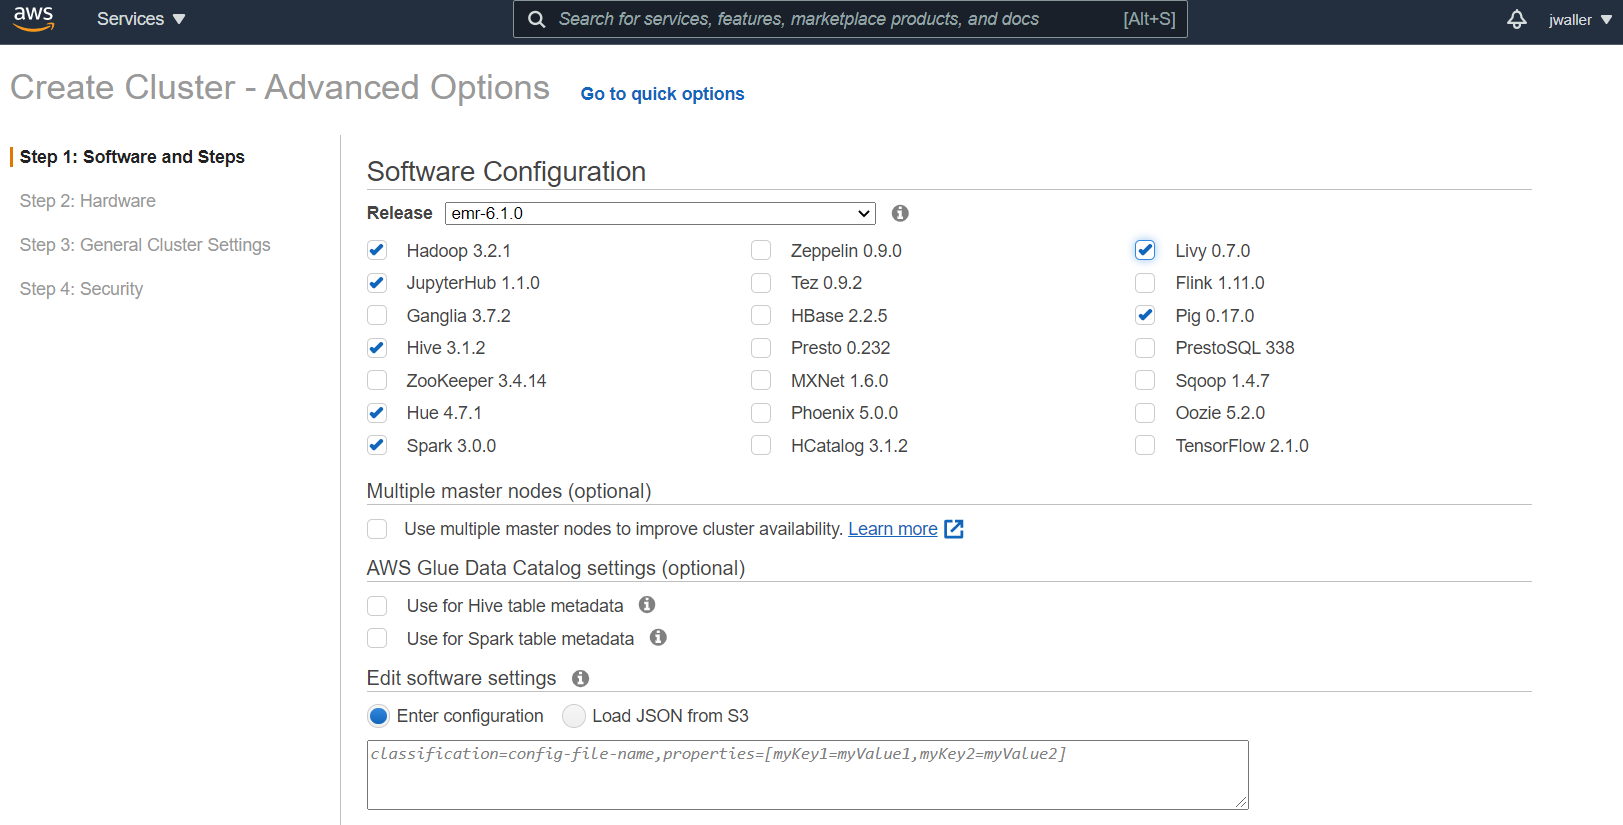 aws Services Search for services, features, marketplace products, and docs [Alt+S] jwaller
Create Cluster - Advanced Options Go to quick options
Step 1: Software and Steps
Step 2: Hardware
Step 3: General Cluster Settings
Step 4: Security
Software Configuration
Release emr-6.1.0
Hadoop 3.2.1 Zeppelin 0.9.0 Livy 0.7.0
JupyterHub 1.1.0 Tez 0.9.2 Flink 1.11.0
Ganglia 3.7.2 HBase 2.2.5 Pig 0.17.0
Hive 3.1.2 Presto 0.232 PrestoSQL 338
ZooKeeper 3.4.14 MXNet 1.6.0 Sqoop 1.4.7
Hue 4.7.1 Phoenix 5.0.0 Oozie 5.2.0
Spark 3.0.0 HCatalog 3.1.2 TensorFlow 2.1.0
Multiple master nodes (optional)
Use multiple master nodes to improve cluster availability. Learn more
AWS Glue Data Catalog settings (optional)
Use for Hive table metadata
Use for Spark table metadata
Edit software settings
Enter configuration Load JSON from S3
classification=config-file-name,properties=[myKey1=myValue1,myKey2=myValue2]